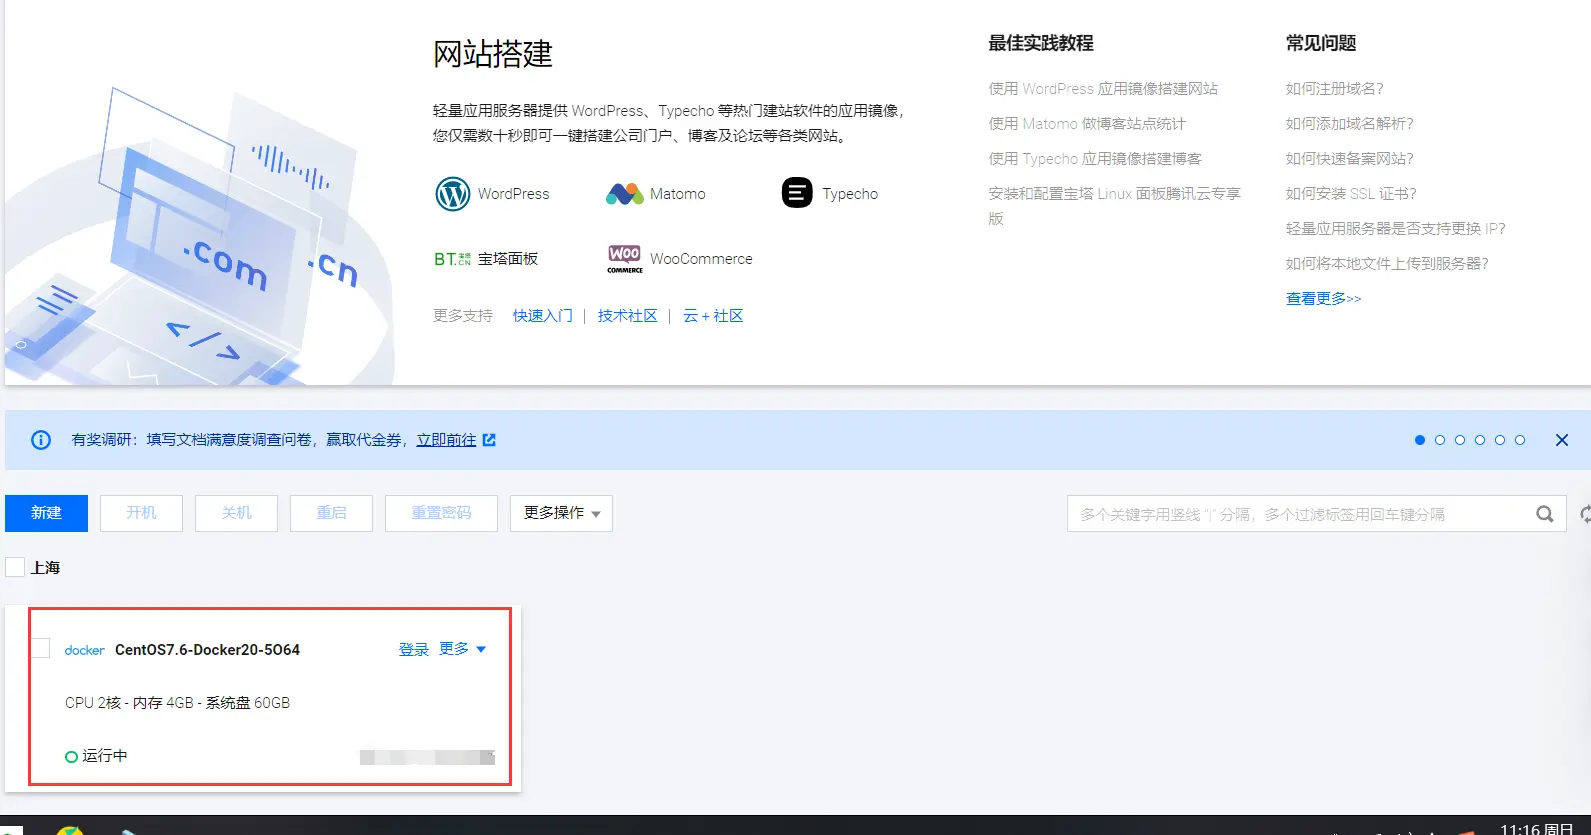 网站搭建
轻量应用服务器提供 WordPress、Typecho 等热门建站软件的应用镜像，
您仅需数十秒即可一键搭建公司门户、博客及论坛等各类网站。
WordPress
Matomo
Typecho
BT.CN 宝塔面板
WOO COMMERCE WooCommerce
更多支持 快速入门 | 技术社区 | 云+社区
最佳实践教程
使用 WordPress 应用镜像搭建网站
使用 Matomo 做博客站点统计
使用 Typecho 应用镜像搭建博客
安装和配置宝塔 Linux 面板腾讯云专享
版
常见问题
如何注册域名?
如何添加域名解析?
如何快速备案网站?
如何安装 SSL 证书?
轻量应用服务器是否支持更换 IP?
如何将本地文件上传到服务器?
查看更多>>
.com
.cn
</>
有奖调研：填写文档满意度调查问卷，赢取代金券，立即前往
新建 开机 关机 重启 重置密码 更多操作
多个关键字用竖线 "|" 分隔，多个过滤标签用回车键分隔
上海
docker CentOS7.6-Docker20-5O64 登录 更多
CPU 2核 - 内存 4GB - 系统盘 60GB
运行中
11:16 周日